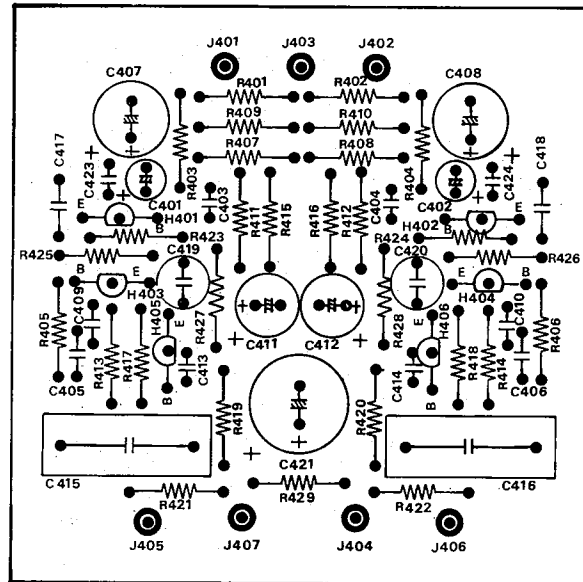 J401 J403 J402
C407 R401 R402 C408
R409 R410
R407 R408
C417 C423 C401 R403 C403 R411 R415 R416 R412 C404 R404 C402 C424 C418
E H401 B H402 E
R425 C419 R423 R424 C420 B R426
B E H403 E H404 B
R405 C409 H405 E R427 C411 C412 R428 E H406 C410 R406
C405 R413 R417 B C413 C414 B R418 R414 C406
R419 R420
C415 C421 C416
R421 R429 R422
J405 J407 J404 J406